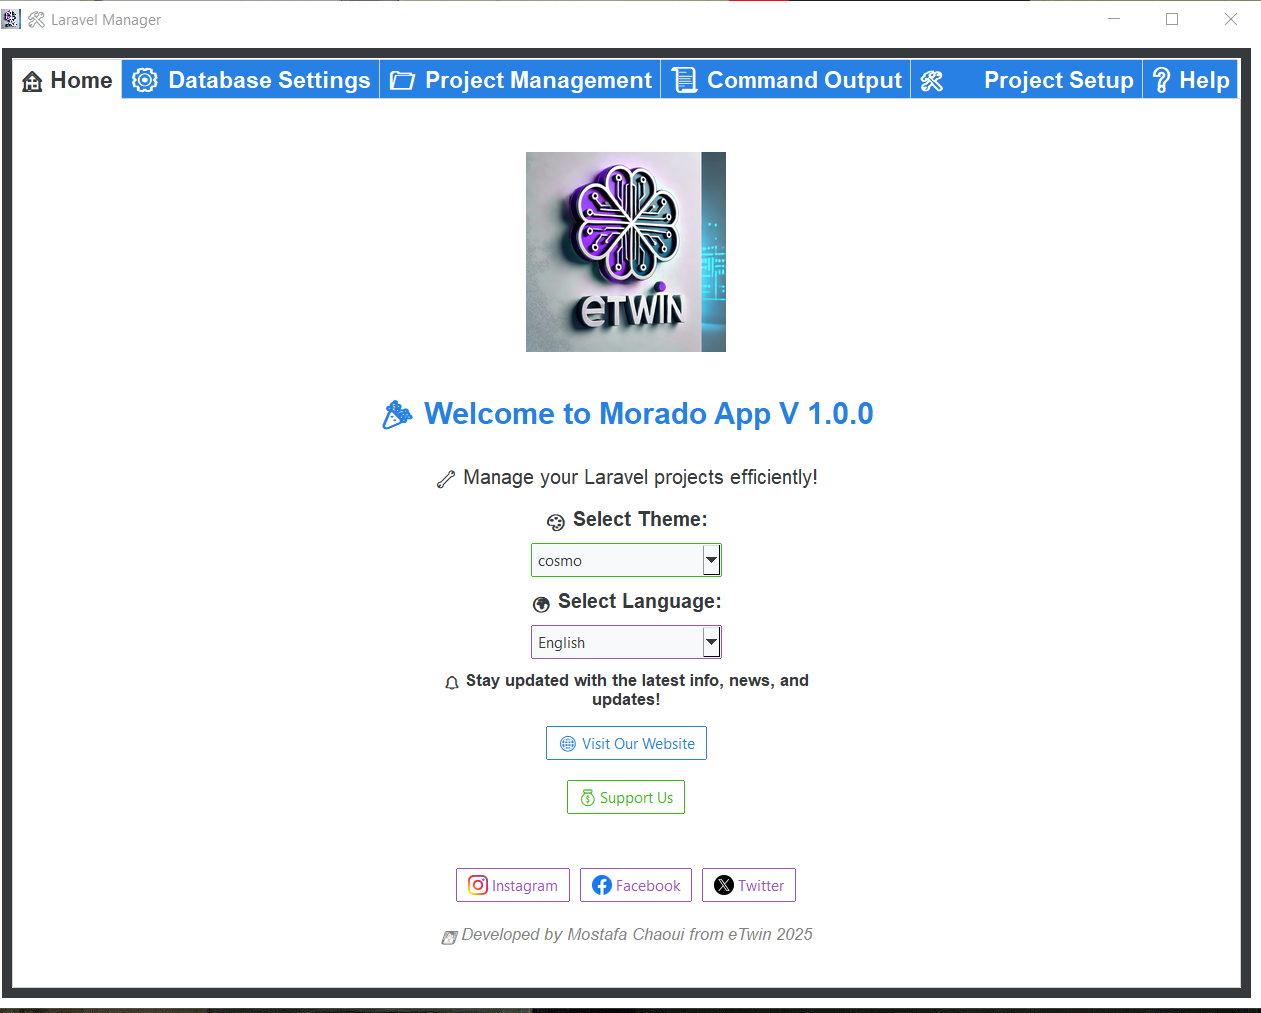 Laravel Manager
Home Database Settings Project Management Command Output Project Setup Help
eTWIN
Welcome to Morado App V 1.0.0
Manage your Laravel projects efficiently!
Select Theme:
cosmo
Select Language:
English
Stay updated with the latest info, news, and
updates!
Visit Our Website
Support Us
Instagram Facebook Twitter
Developed by Mostafa Chaoui from eTwin 2025